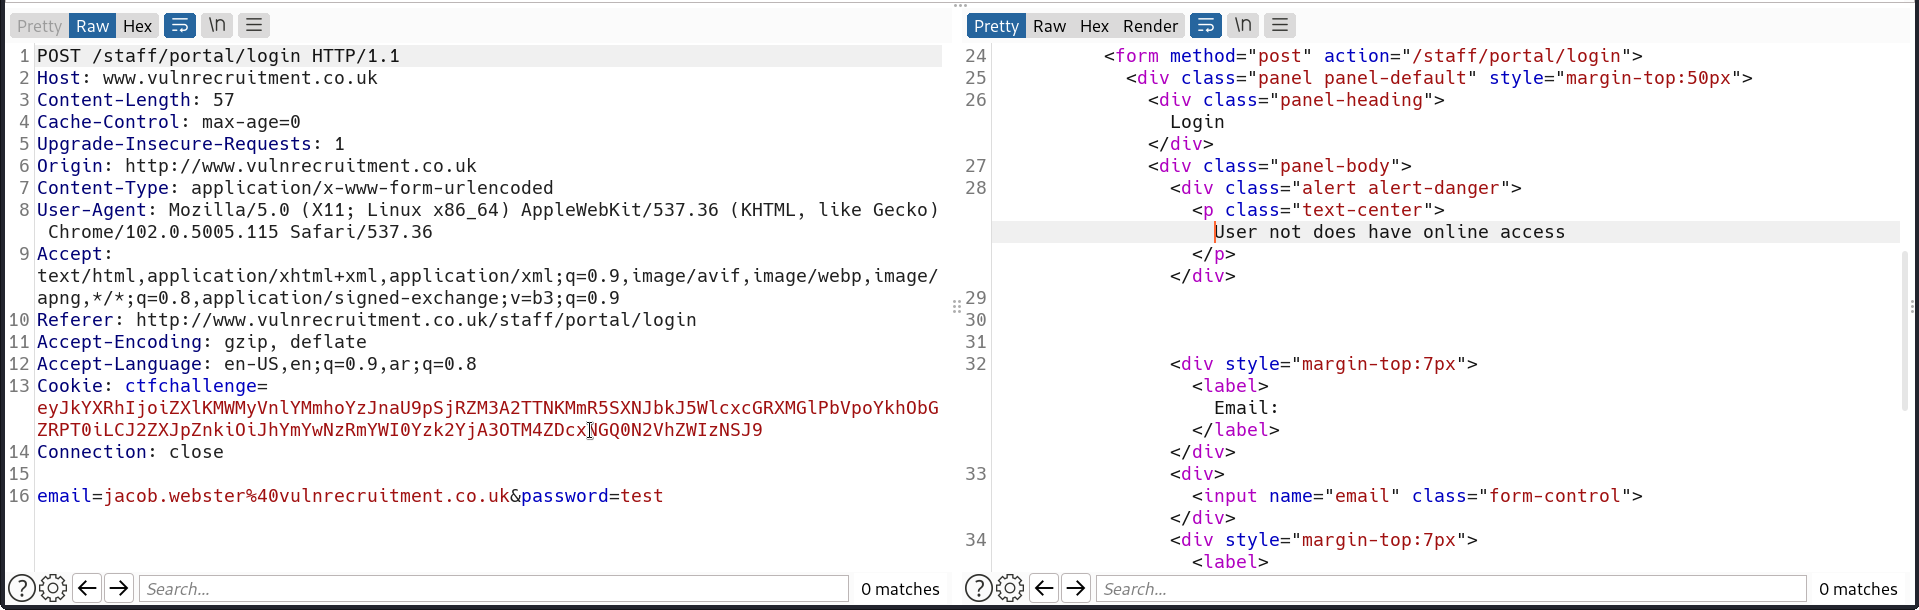 Pretty Raw Hex \n
1 POST /staff/portal/login HTTP/1.1
2 Host: www.vulnrecruitment.co.uk
3 Content-Length: 57
4 Cache-Control: max-age=0
5 Upgrade-Insecure-Requests: 1
6 Origin: http://www.vulnrecruitment.co.uk
7 Content-Type: application/x-www-form-urlencoded
8 User-Agent: Mozilla/5.0 (X11; Linux x86_64) AppleWebKit/537.36 (KHTML, like Gecko)
Chrome/102.0.5005.115 Safari/537.36
9 Accept:
text/html,application/xhtml+xml,application/xml;q=0.9,image/avif,image/webp,image/
apng,*/*;q=0.8,application/signed-exchange;v=b3;q=0.9
10 Referer: http://www.vulnrecruitment.co.uk/staff/portal/login
11 Accept-Encoding: gzip, deflate
12 Accept-Language: en-US,en;q=0.9,ar;q=0.8
13 Cookie: ctfchallenge=
eyJkYXRhIjoiZXlKMWMyVnlYMmhoYzJnaU9pSjRZM3A2TTNKMmR5SXNJbkJ5WlcxcGRXMGlPbVpoYkhObG
ZRPT0iLCJ2ZXJpZnkiOiJhYmYwNzRmYWI0Yzk2YjA3OTM4ZDcxNGQ0N2VhZWIzNSJ9
14 Connection: close
15
16 email=jacob.webster%40vulnrecruitment.co.uk&password=test
? Search... 0 matches
Pretty Raw Hex Render \n
24 <form method="post" action="/staff/portal/login">
25 <div class="panel panel-default" style="margin-top:50px">
26 <div class="panel-heading">
Login
</div>
27 <div class="panel-body">
28 <div class="alert alert-danger">
<p class="text-center">
User not does have online access
</p>
</div>
29
30
31
32 <div style="margin-top:7px">
<label>
Email:
</label>
</div>
33 <div>
<input name="email" class="form-control">
</div>
34 <div style="margin-top:7px">
<label>
? Search... 0 matches